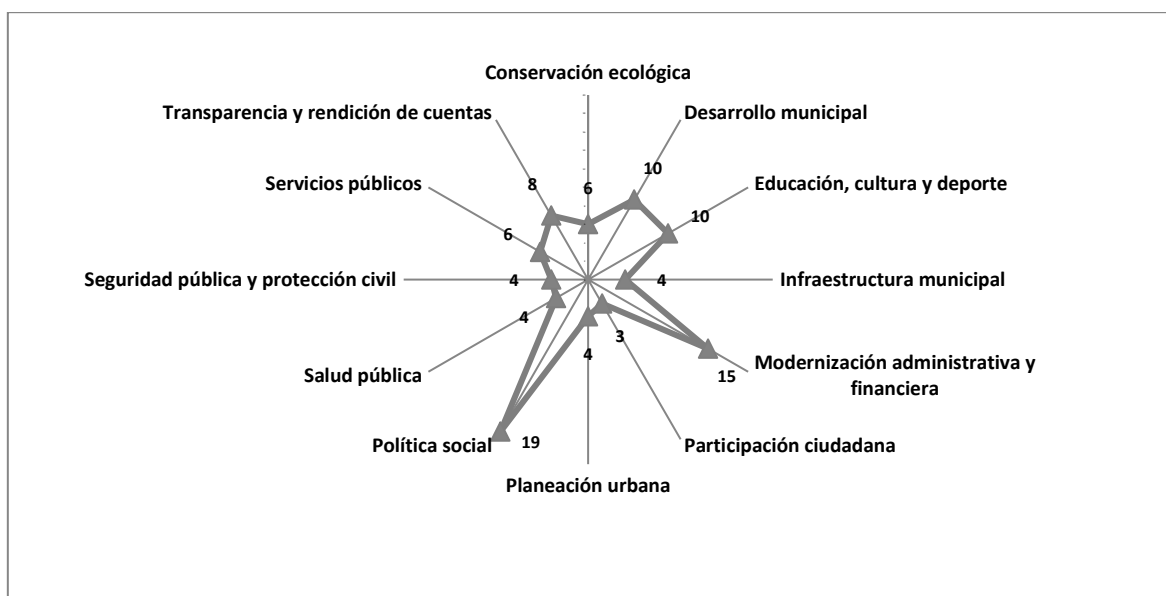 Conservación ecológica
Transparencia y rendición de cuentas
Desarrollo municipal
8
6
10
Servicios públicos
Educación, cultura y deporte
10
6
Seguridad pública y protección civil
4
4
Infraestructura municipal
4
3
4
Salud pública
Modernización administrativa y
financiera
15
Política social
19
Participación ciudadana
Planeación urbana